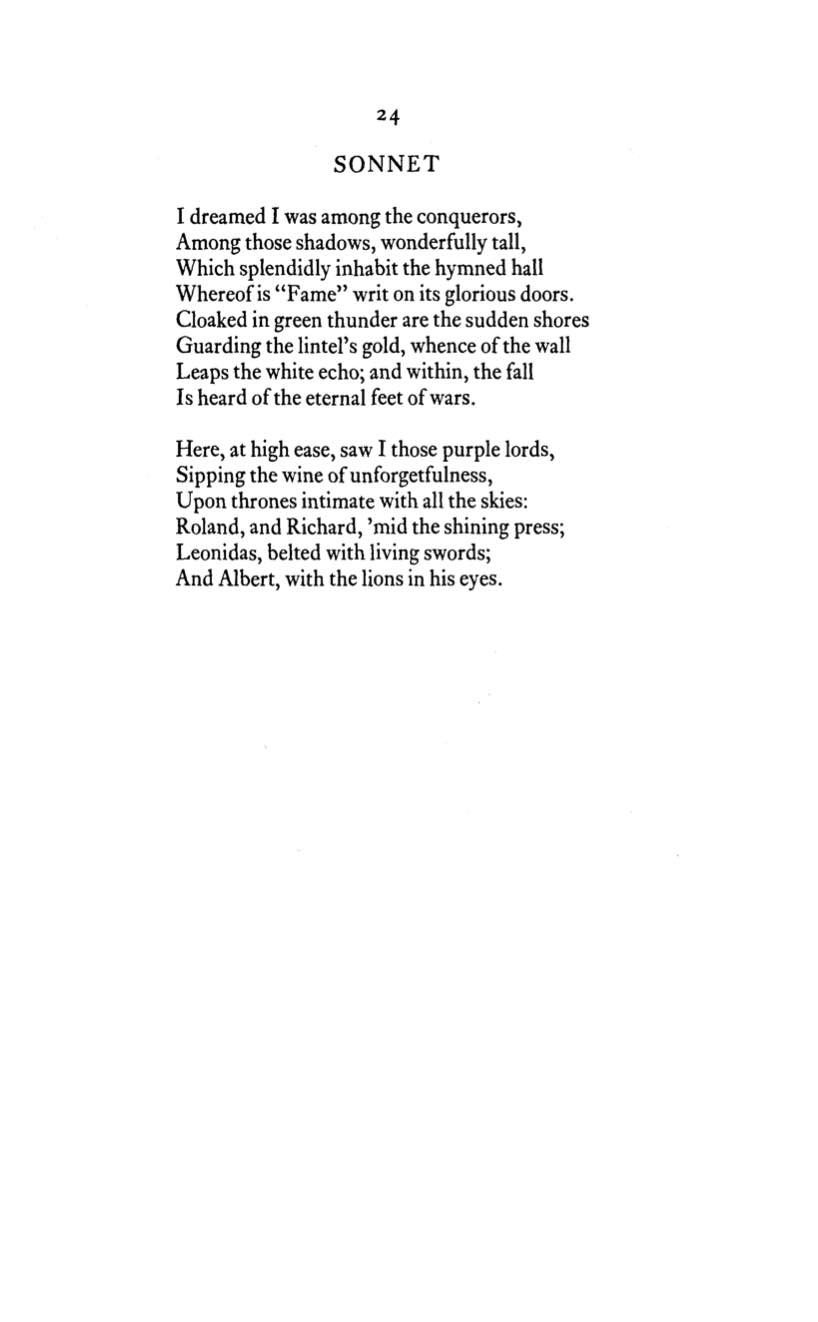 24
SONNET
I dreamed I was among the conquerors,
Among those shadows, wonderfully tall,
Which splendidly inhabit the hymned hall
Whereof is “Fame” writ on its glorious doors.
Cloaked in green thunder are the sudden shores
Guarding the lintel’s gold, whence of the wall
Leaps the white echo; and within, the fall
Is heard of the eternal feet of wars.
Here, at high ease, saw I those purple lords,
Sipping the wine of unforgetfulness,
Upon thrones intimate with all the skies:
Roland, and Richard, ’mid the shining press;
Leonidas, belted with living swords;
And Albert, with the lions in his eyes.